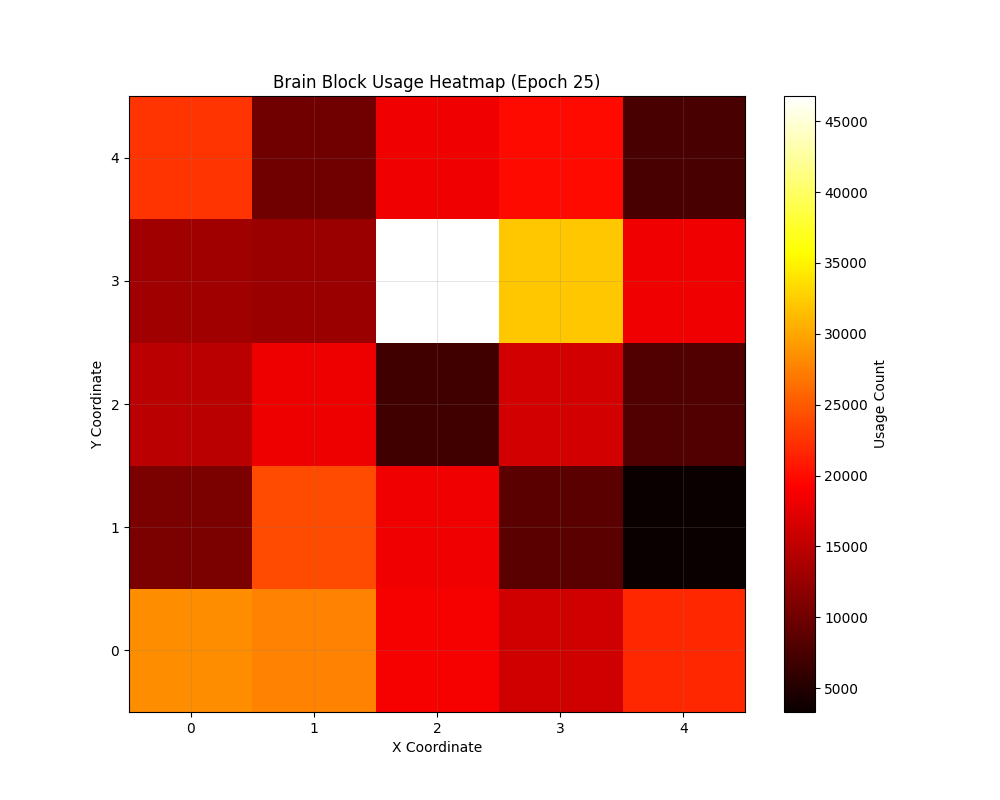 Brain Block Usage Heatmap (Epoch 25)
4
3
2
1
0
Y Coordinate
0 1 2 3 4
X Coordinate
45000
40000
35000
30000
25000
20000
15000
10000
5000
Usage Count